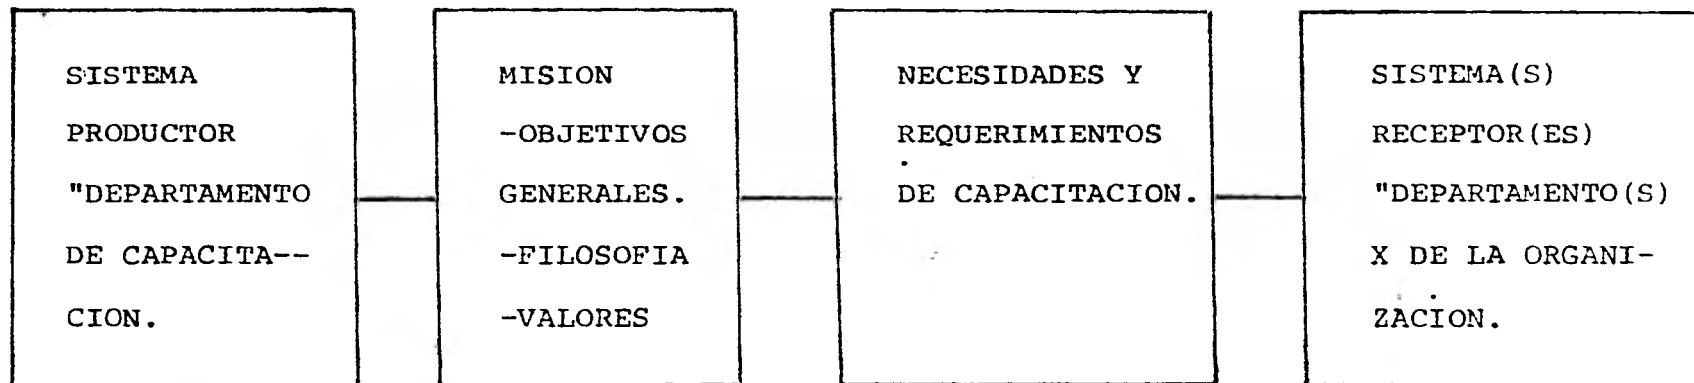 SISTEMA
PRODUCTOR
"DEPARTAMENTO
DE CAPACITA--
CION.
MISION
-OBJETIVOS
GENERALES.
-FILOSOFIA
-VALORES
NECESIDADES Y
REQUERIMIENTOS
DE CAPACITACION.
SISTEMA(S)
RECEPTOR(ES)
"DEPARTAMENTO(S)
X DE LA ORGANI-
ZACION.